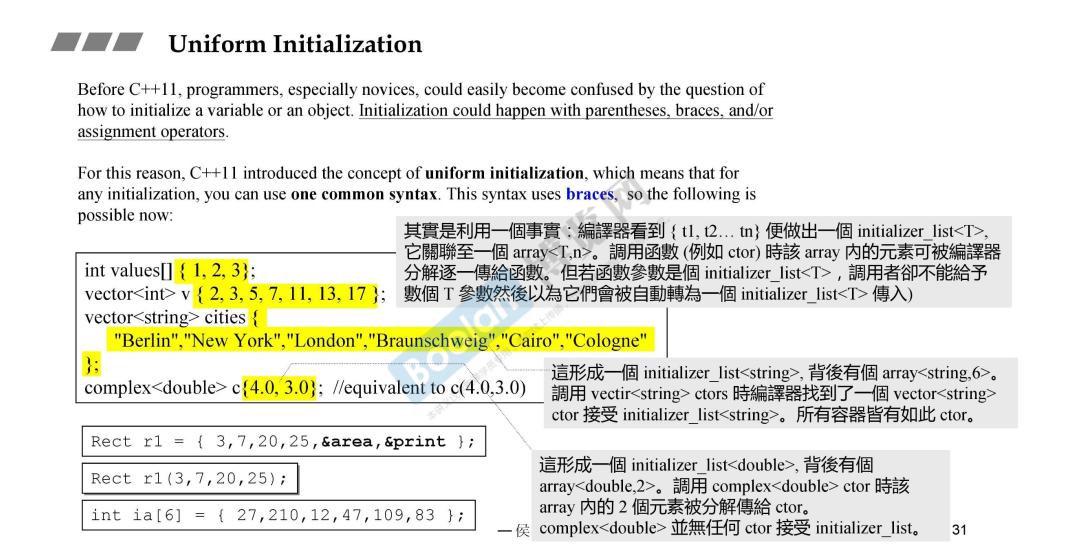 Uniform Initialization
Before C++11, programmers, especially novices, could easily become confused by the question of
how to initialize a variable or an object. Initialization could happen with parentheses, braces, and/or
assignment operators.
For this reason, C++11 introduced the concept of uniform initialization, which means that for
any initialization, you can use one common syntax. This syntax uses braces, so the following is
possible now:
其實是利用一個事實：編譯器看到 { t1, t2… tn} 便做出一個 initializer_list<T>,
它關聯至一個 array<T,n>。調用函數 (例如 ctor) 時該 array 內的元素可被編譯器
分解逐一傳給函數。但若函數參數是個 initializer_list<T>，調用者卻不能給予
數個 T 參數然後以為它們會被自動轉為一個 initializer_list<T> 傳入)
int values[] { 1, 2, 3};
vector<int> v { 2, 3, 5, 7, 11, 13, 17 };
vector<string> cities {
"Berlin","New York","London","Braunschweig","Cairo","Cologne"
};
complex<double> c{4.0, 3.0}; //equivalent to c(4.0,3.0)
這形成一個 initializer_list<string>, 背後有個 array<string,6>。
調用 vectir<string> ctors 時編譯器找到了一個 vector<string>
ctor 接受 initializer_list<string>。所有容器皆有如此 ctor。
Rect r1 = { 3,7,20,25,&area,&print };
Rect r1(3,7,20,25);
int ia[6] = { 27,210,12,47,109,83 };
這形成一個 initializer_list<double>, 背後有個
array<double,2>。調用 complex<double> ctor 時該
array 內的 2 個元素被分解傳給 ctor。
complex<double> 並無任何 ctor 接受 initializer_list。
— 侯
31
Boolan
博览网